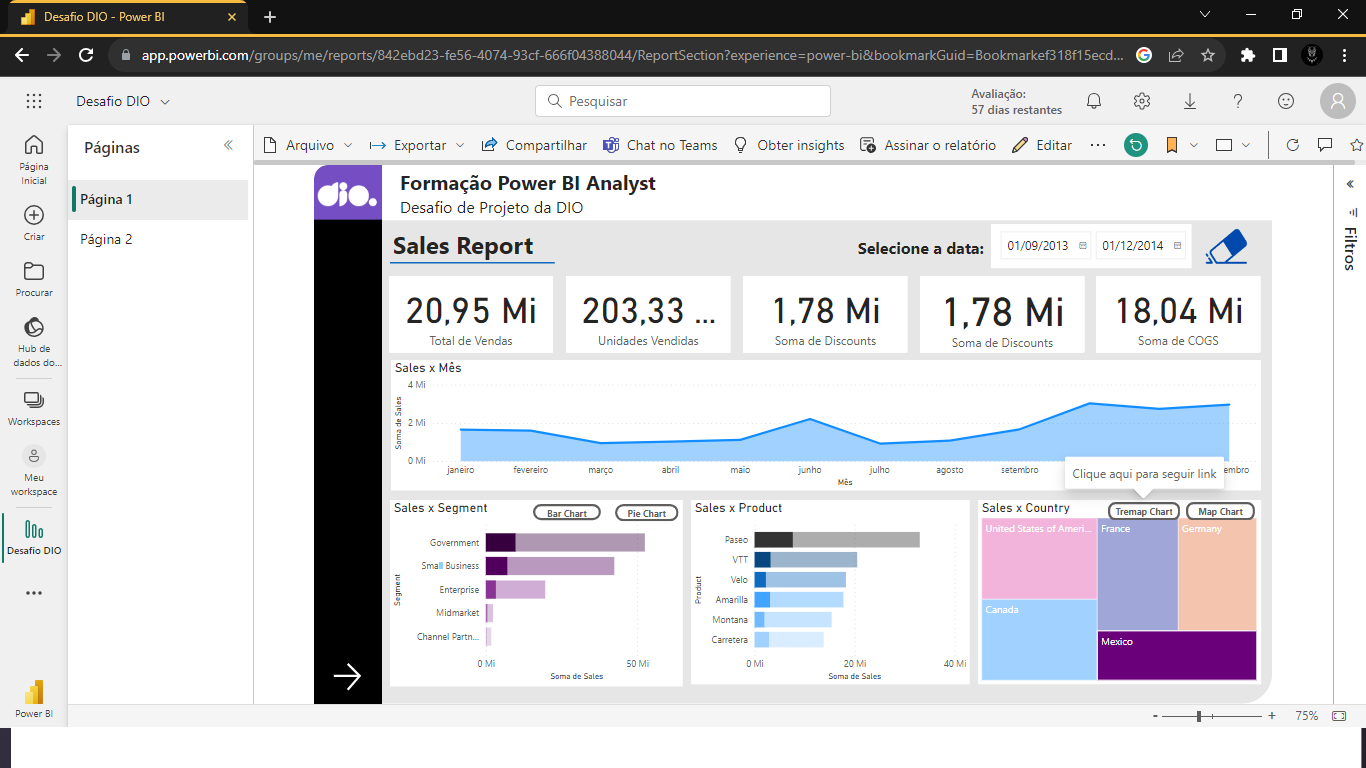 Desafio DIO - Power BI
app.powerbi.com/groups/me/reports/842ebd23-fe56-4074-93cf-666f04388044/ReportSection?experience=power-bi&bookmarkGuid=Bookmarkef318f15ecd...
Desafio DIO
Pesquisar
Avaliação:
57 dias restantes
Página
Inicial
Criar
Procurar
Hub de
dados do...
Workspaces
Meu
workspace
Desafio DIO
Power BI
Páginas
Página 1
Página 2
Arquivo
Exportar
Compartilhar
Chat no Teams
Obter insights
Assinar o relatório
Editar
dio.
Formação Power BI Analyst
Desafio de Projeto da DIO
Sales Report
Selecione a data:
01/09/2013
01/12/2014
20,95 Mi
Total de Vendas
203,33 ...
Unidades Vendidas
1,78 Mi
Soma de Discounts
1,78 Mi
Soma de Discounts
18,04 Mi
Soma de COGS
Sales x Mês
Soma de Sales
4 Mi
2 Mi
0 Mi
janeiro
fevereiro
março
abril
maio
junho
julho
agosto
setembro
embro
Mês
Clique aqui para seguir link
Sales x Segment
Bar Chart
Pie Chart
Segment
Government
Small Business
Enterprise
Midmarket
Channel Partn...
0 Mi
50 Mi
Soma de Sales
Sales x Product
Product
Paseo
VTT
Velo
Amarilla
Montana
Carretera
0 Mi
20 Mi
40 Mi
Soma de Sales
Sales x Country
Tremap Chart
Map Chart
United States of Ameri...
France
Germany
Canada
Mexico
Filtros
75%